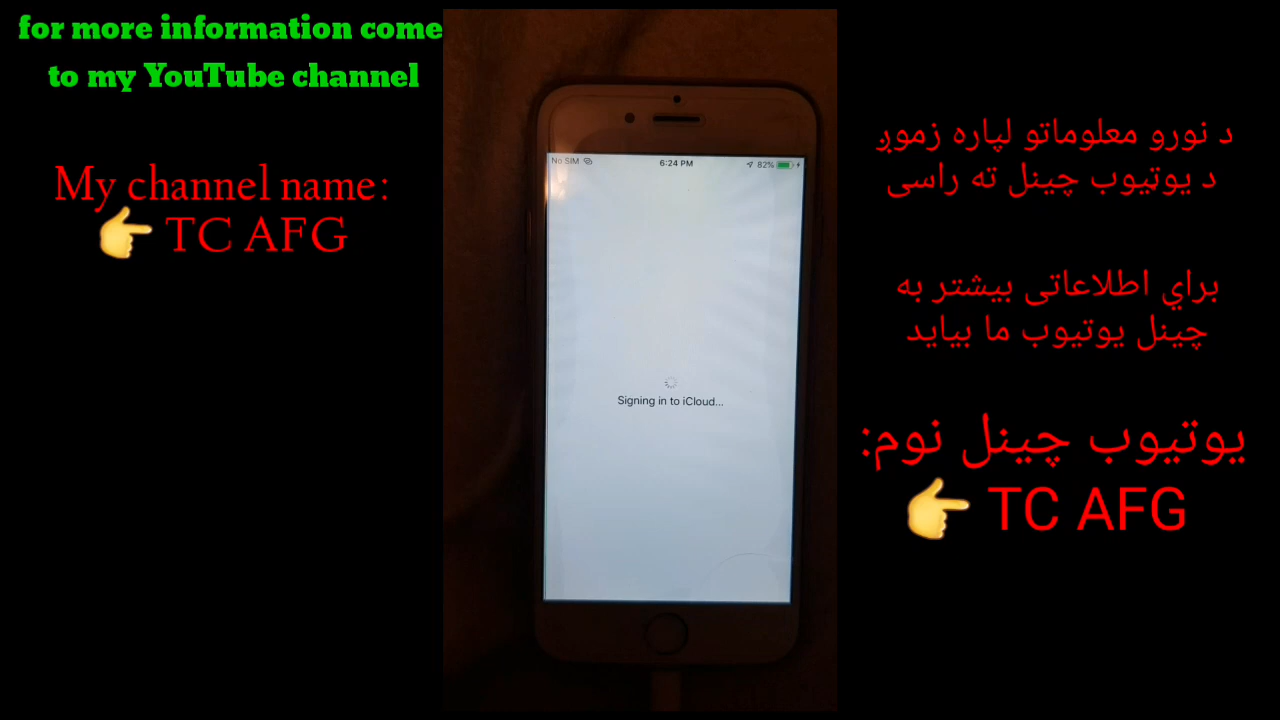 for more information come
to my YouTube channel
My channel name:
👉 TC AFG
No SIM
6:24 PM
82%
Signing in to iCloud...
د نورو معلوماتو لپاره زموږ
د یوټیوب چینل ته راسی
براي اطلاعاتی بیشتر به
چینل یوتیوب ما بیاید
یوتیوب چینل نوم:
👉 TC AFG